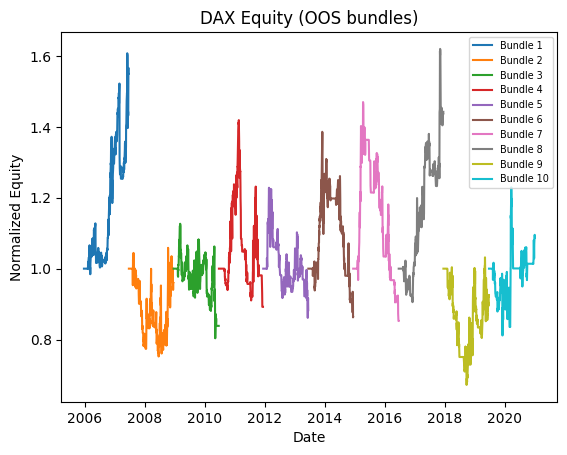 DAX Equity (OOS bundles)
Normalized Equity
1.6
1.4
1.2
1.0
0.8
Bundle 1
Bundle 2
Bundle 3
Bundle 4
Bundle 5
Bundle 6
Bundle 7
Bundle 8
Bundle 9
Bundle 10
2006 2008 2010 2012 2014 2016 2018 2020
Date